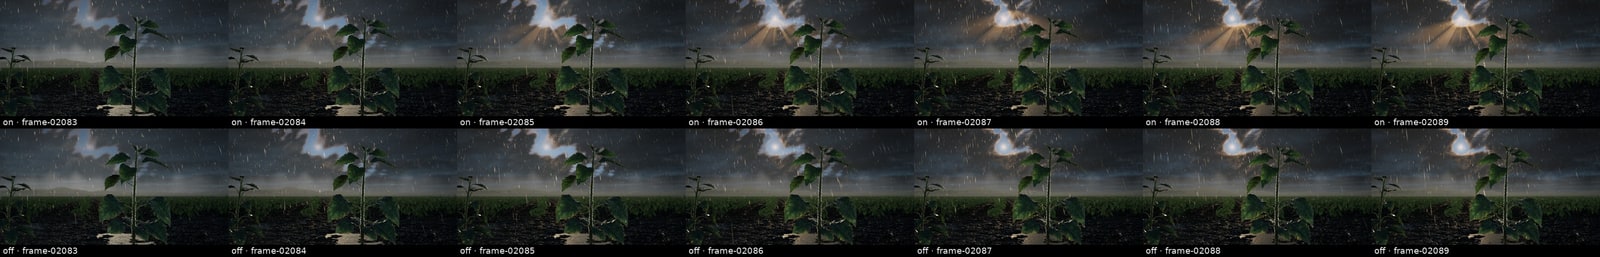 on · frame-02083
on · frame-02084
on · frame-02085
on · frame-02086
on · frame-02087
on · frame-02088
on · frame-02089
off · frame-02083
off · frame-02084
off · frame-02085
off · frame-02086
off · frame-02087
off · frame-02088
off · frame-02089